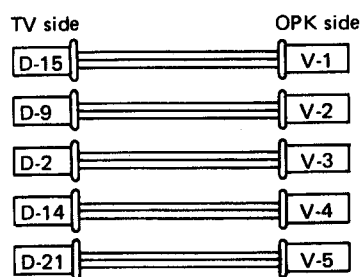 TV side OPK side
D-15 V-1
D-9 V-2
D-2 V-3
D-14 V-4
D-21 V-5